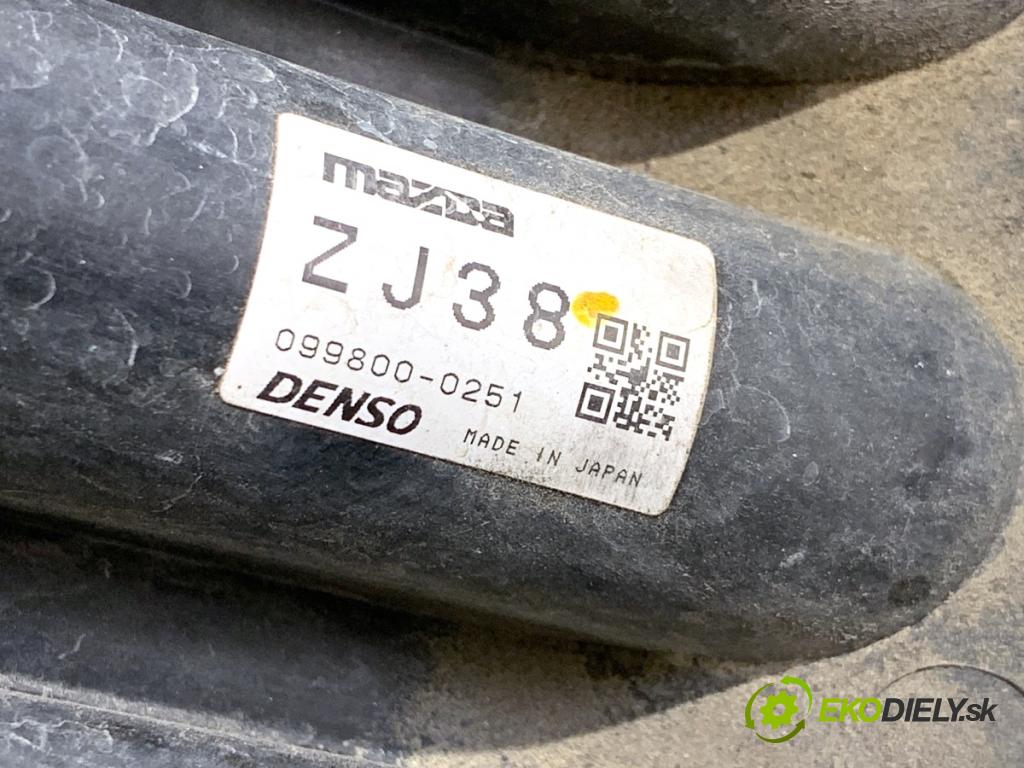 mazda
ZJ38
099800-0251
DENSO
MADE IN JAPAN
EKODIELY.sk